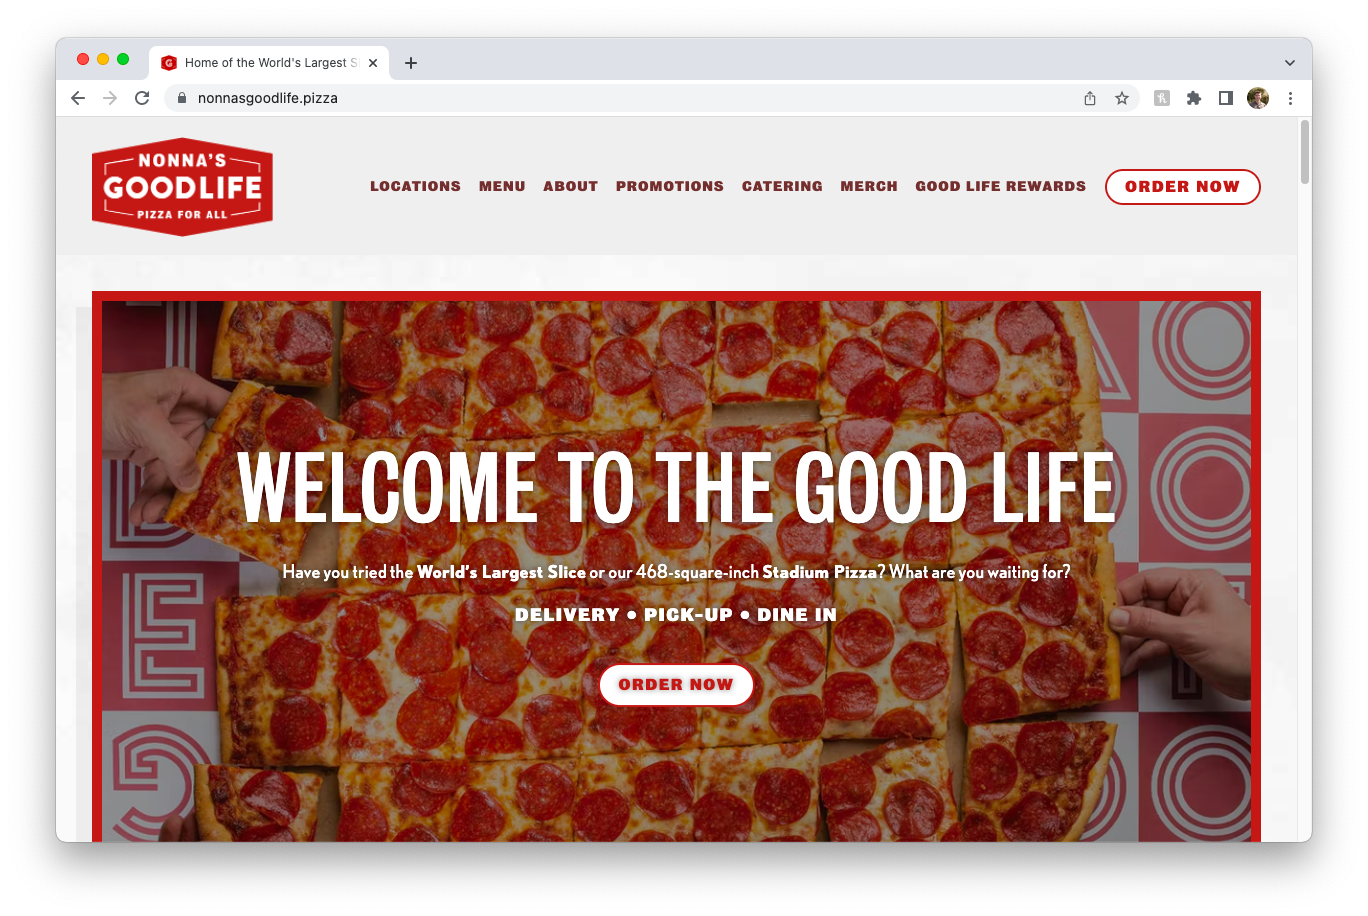 Home of the World's Largest S
nonnasgoodlife.pizza
NONNA'S
GOODLIFE
PIZZA FOR ALL
LOCATIONS MENU ABOUT PROMOTIONS CATERING MERCH GOOD LIFE REWARDS ORDER NOW
WELCOME TO THE GOOD LIFE
Have you tried the World's Largest Slice or our 468-square-inch Stadium Pizza? What are you waiting for?
DELIVERY • PICK-UP • DINE IN
ORDER NOW